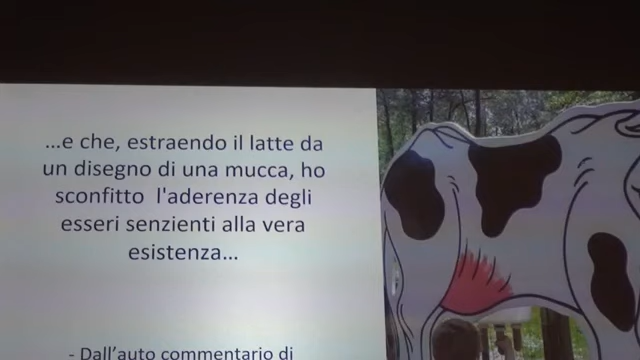 ...e che, estraendo il latte da
un disegno di una mucca, ho
sconfitto l'aderenza degli
esseri senzienti alla vera
esistenza...
- Dall'auto commentario di